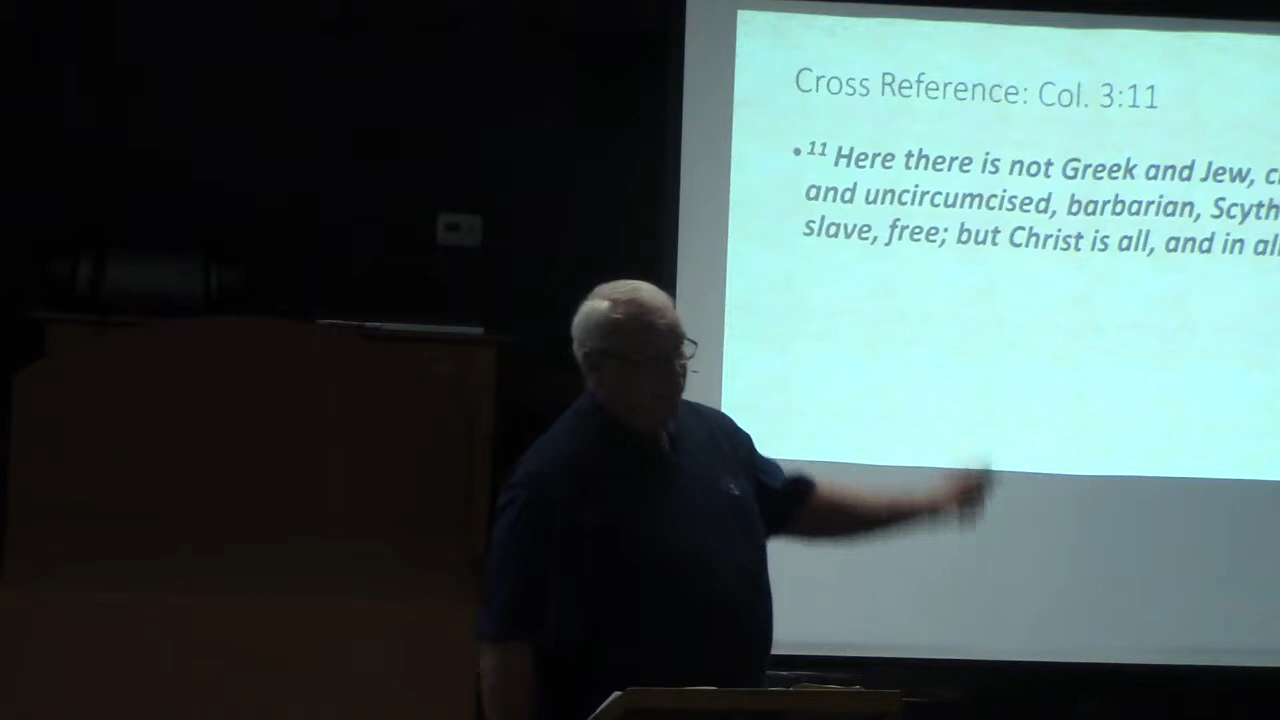 Cross Reference: Col. 3:11
• 11 Here there is not Greek and Jew,
and uncircumcised, barbarian,
slave, free; but Christ is all, and in